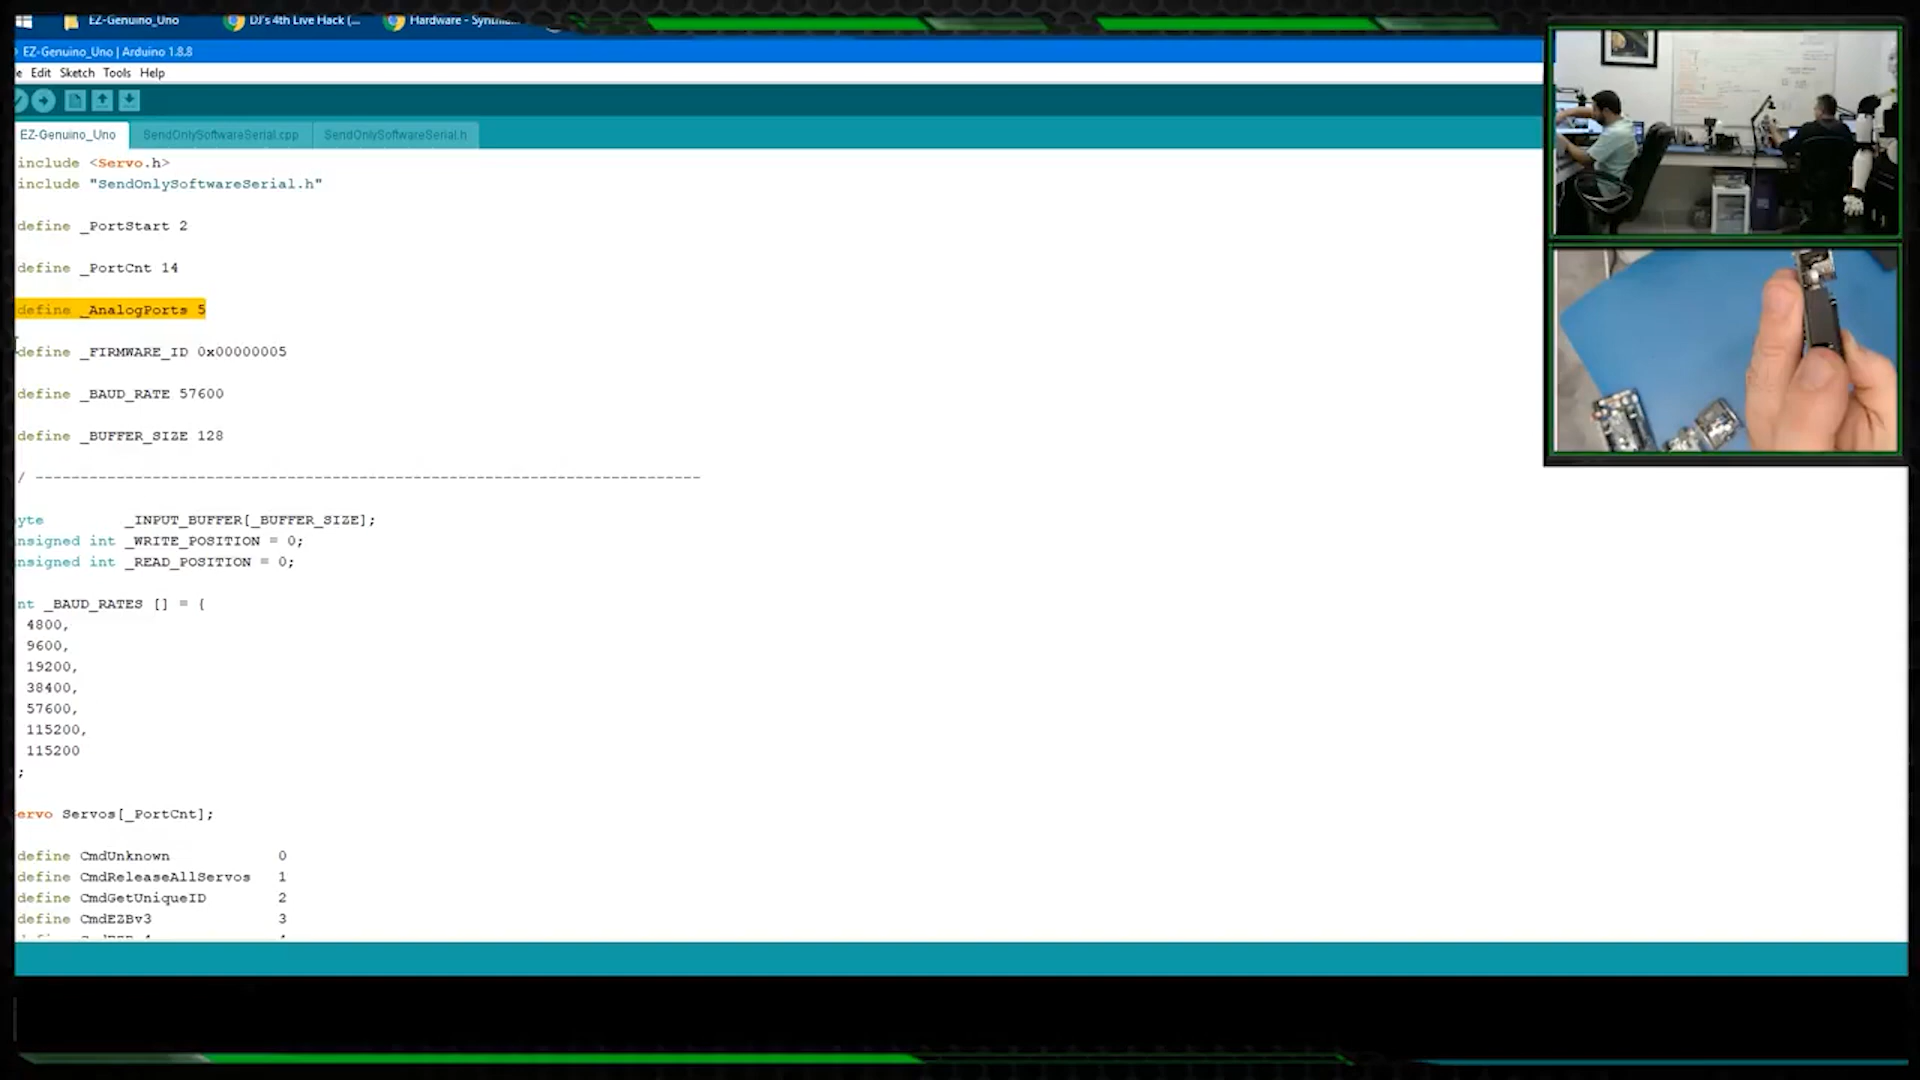 EZ-Genuino_Uno
DJ's 4th Live Hack (...
Hardware - Synthi...
EZ-Genuino_Uno | Arduino 1.8.8
e Edit Sketch Tools Help
EZ-Genuino_Uno SendOnlySoftwareSerial.cpp SendOnlySoftwareSerial.h
include <Servo.h>
include "SendOnlySoftwareSerial.h"
define _PortStart 2
define _PortCnt 14
define _AnalogPorts 5
define _FIRMWARE_ID 0x00000005
define _BAUD_RATE 57600
define _BUFFER_SIZE 128
/ --------------------------------------------------------------------------
yte _INPUT_BUFFER[_BUFFER_SIZE];
nsigned int _WRITE_POSITION = 0;
nsigned int _READ_POSITION = 0;
nt _BAUD_RATES [] = {
4800,
9600,
19200,
38400,
57600,
115200,
115200
;
ervo Servos[_PortCnt];
define CmdUnknown 0
define CmdReleaseAllServos 1
define CmdGetUniqueID 2
define CmdEZBv3 3